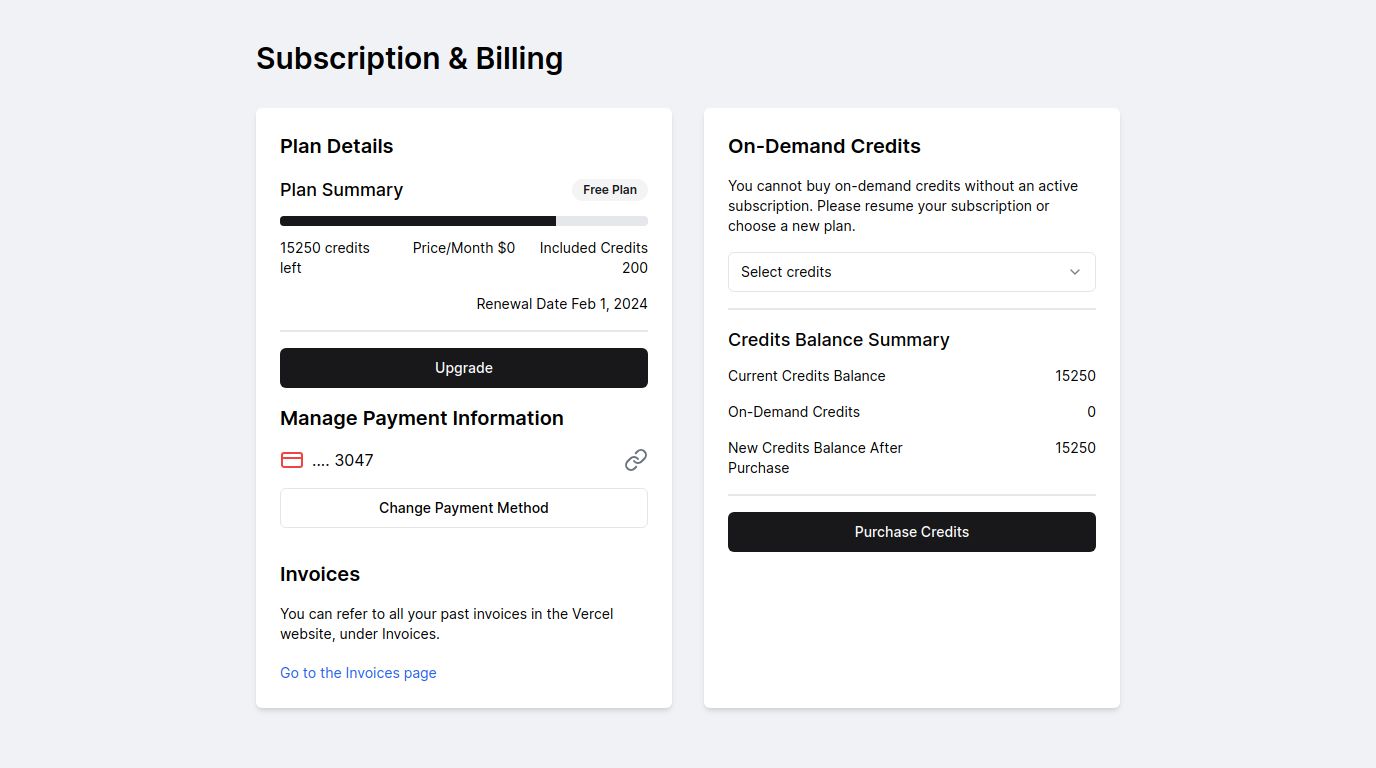 Subscription & Billing
Plan Details
Plan Summary
Free Plan
15250 credits
left
Price/Month $0
Included Credits
200
Renewal Date Feb 1, 2024
Upgrade
Manage Payment Information
.... 3047
Change Payment Method
Invoices
You can refer to all your past invoices in the Vercel
website, under Invoices.
Go to the Invoices page
On-Demand Credits
You cannot buy on-demand credits without an active
subscription. Please resume your subscription or
choose a new plan.
Select credits
Credits Balance Summary
Current Credits Balance 15250
On-Demand Credits 0
New Credits Balance After 15250
Purchase
Purchase Credits